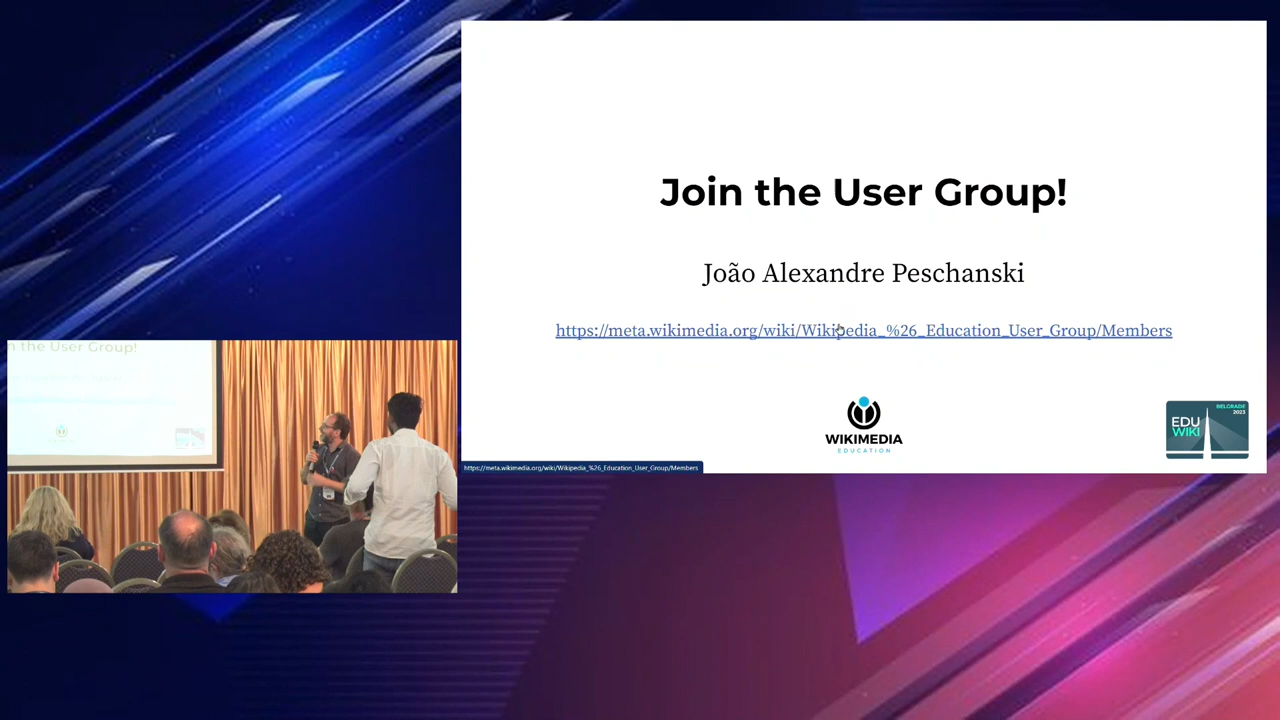 Join the User Group!
João Alexandre Peschanski
https://meta.wikimedia.org/wiki/Wikipedia_%26_Education_User_Group/Members
WIKIMEDIA
EDUCATION
BELGRADE
2023
EDU
WIKI
https://meta.wikimedia.org/wiki/Wikipedia_%26_Education_User_Group/Members
n the User Group!